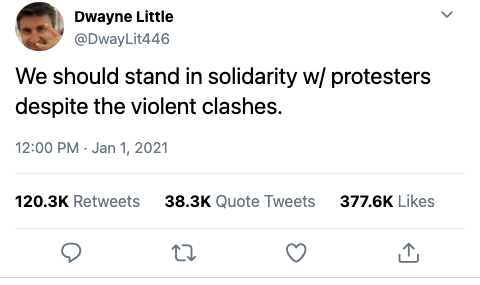 Dwayne Little
@DwayLit446
We should stand in solidarity w/ protesters
despite the violent clashes.
12:00 PM · Jan 1, 2021
120.3K Retweets 38.3K Quote Tweets 377.6K Likes